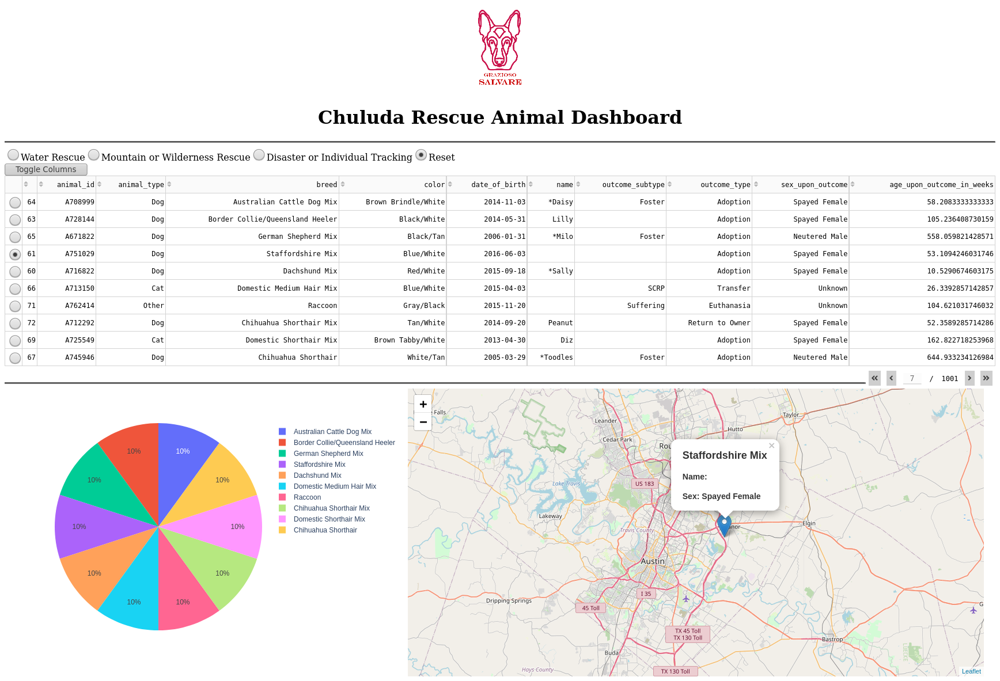 GRAZIOSO
SALVARE
Chuluda Rescue Animal Dashboard
Water Rescue Mountain or Wilderness Rescue Disaster or Individual Tracking Reset
Toggle Columns
animal_id animal_type breed color date_of_birth name outcome_subtype outcome_type sex_upon_outcome age_upon_outcome_in_weeks
64 A708999 Dog Australian Cattle Dog Mix Brown Brindle/White 2014-11-03 *Daisy Foster Adoption Spayed Female 58.2083333333333
63 A728144 Dog Border Collie/Queensland Heeler Black/White 2014-05-31 Lilly Adoption Spayed Female 105.236408730159
65 A671822 Dog German Shepherd Mix Black/Tan 2006-01-31 *Milo Foster Adoption Neutered Male 558.059821428571
61 A751029 Dog Staffordshire Mix Blue/White 2016-06-03 Adoption Spayed Female 53.1094246031746
60 A716822 Dog Dachshund Mix Red/White 2015-09-18 *Sally Adoption Spayed Female 10.5290674603175
66 A713150 Cat Domestic Medium Hair Mix Blue/White 2015-04-03 SCRP Transfer Unknown 26.3392857142857
71 A762414 Other Raccoon Gray/Black 2015-11-20 Suffering Euthanasia Unknown 104.621031746032
72 A712292 Dog Chihuahua Shorthair Mix Tan/White 2014-09-20 Peanut Return to Owner Spayed Female 52.3589285714286
69 A725549 Cat Domestic Shorthair Mix Brown Tabby/White 2013-04-30 Diz Adoption Spayed Female 162.822718253968
67 A745946 Dog Chihuahua Shorthair White/Tan 2005-03-29 *Toodles Foster Adoption Neutered Male 644.933234126984
7 / 1001
10%
10%
10%
10%
10%
10%
10%
10%
10%
10%
Australian Cattle Dog Mix
Border Collie/Queensland Heeler
German Shepherd Mix
Staffordshire Mix
Dachshund Mix
Domestic Medium Hair Mix
Raccoon
Chihuahua Shorthair Mix
Domestic Shorthair Mix
Chihuahua Shorthair
+
−
Falls
Taylor
Leander
Hutto
Cedar Park
Rou
×
Staffordshire Mix
Name:
Sex: Spayed Female
US 183
Lake Travis
Lakeway
Travis County
anor
Elgin
Austin
I 35
45 Toll
Dripping Springs
G
TX 45 Toll
TX 130 Toll
Bastrop
Buda
Hays County
TX 130 Toll
Leaflet